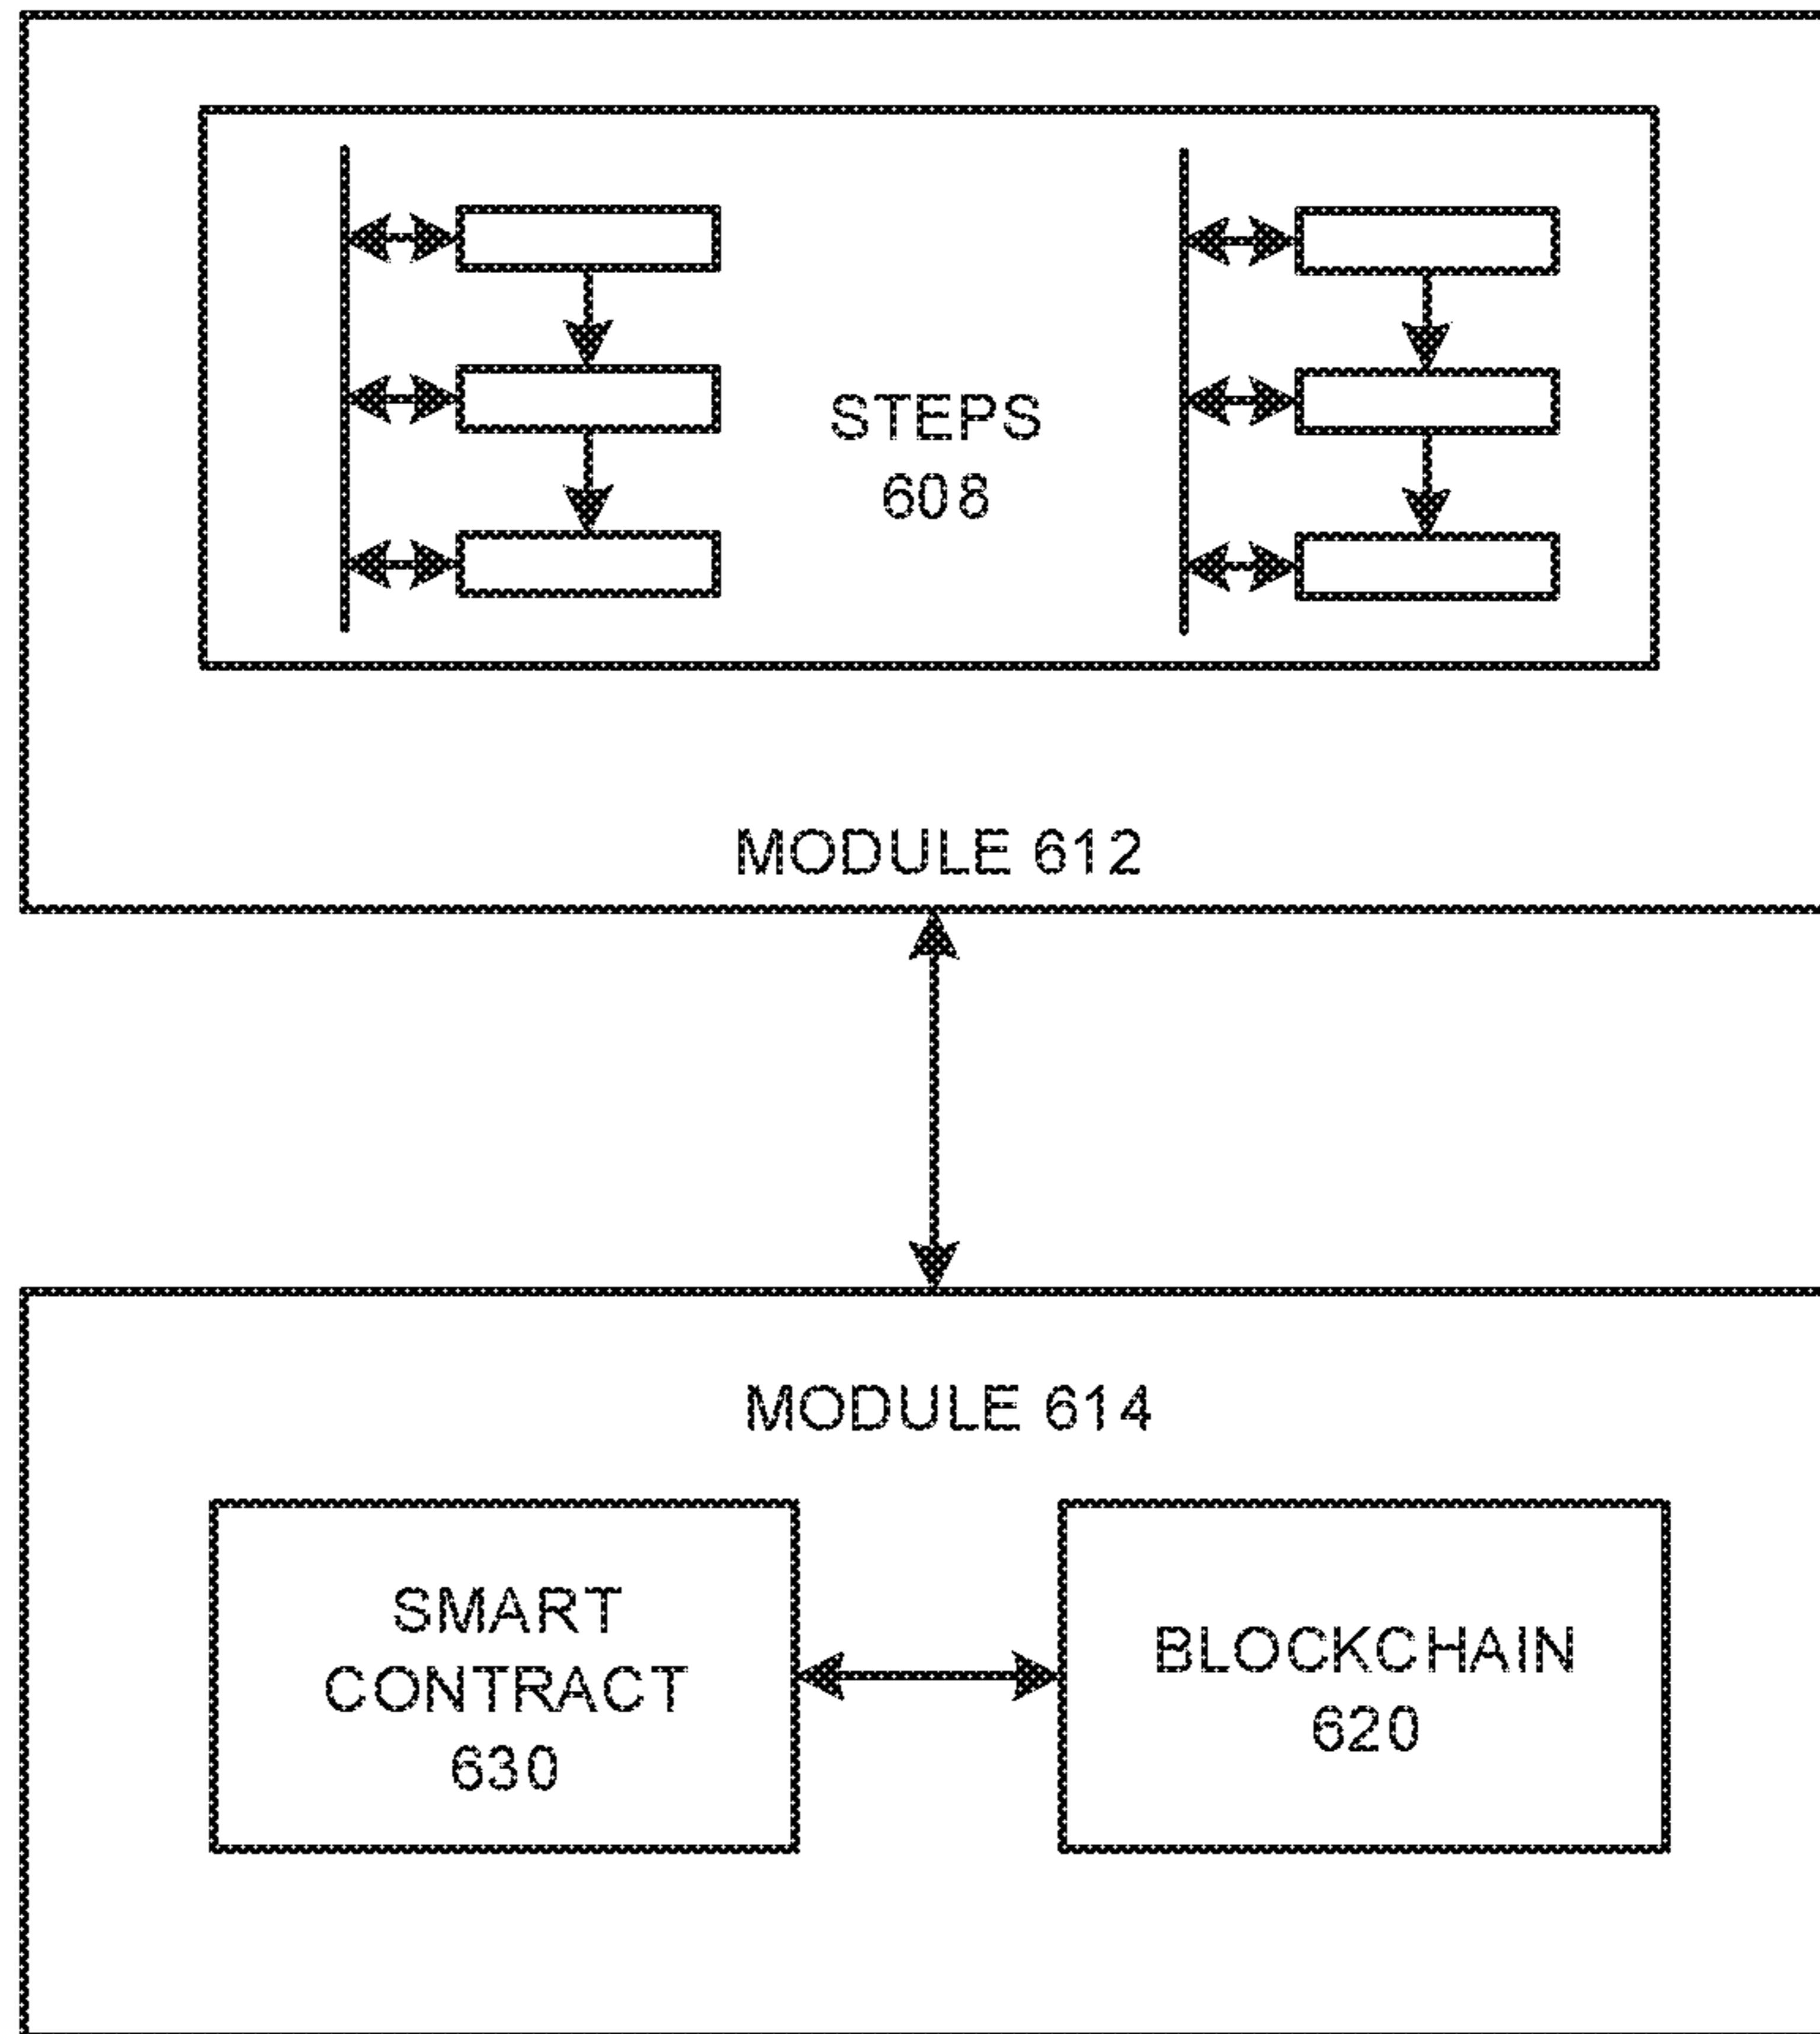 STEPS
608
MODULE 612
MODULE 614
SMART
CONTRACT
630
BLOCKCHAIN
620